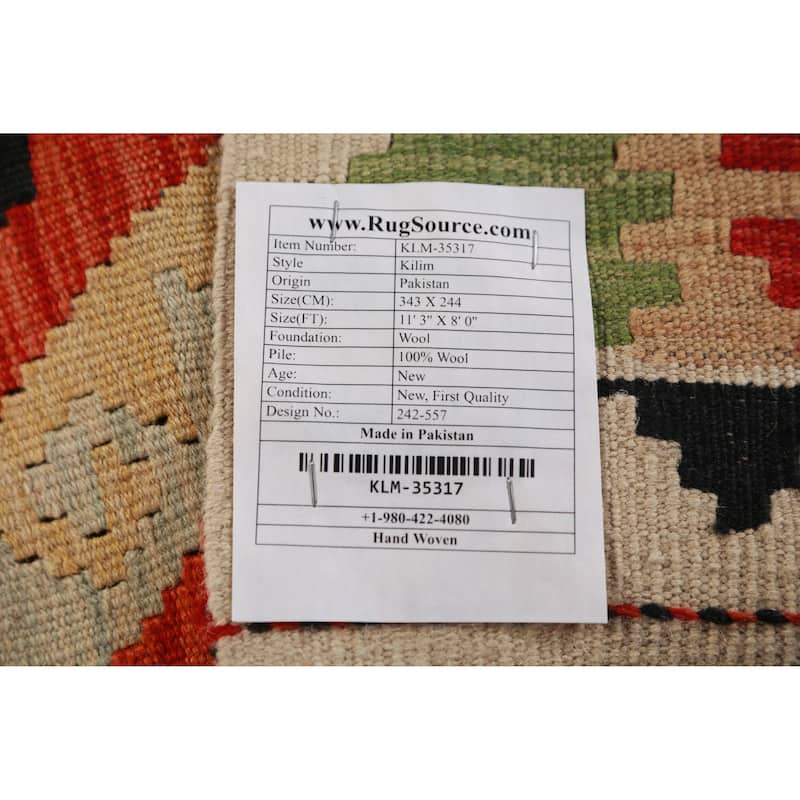 www.RugSource.com
Item Number: KLM-35317
Style Kilim
Origin Pakistan
Size(CM): 343 X 244
Size(FT): 11' 3" X 8' 0"
Foundation: Wool
Pile: 100% Wool
Age: New
Condition: New, First Quality
Design No.: 242-557
Made in Pakistan
KLM-35317
+1-980-422-4080
Hand Woven